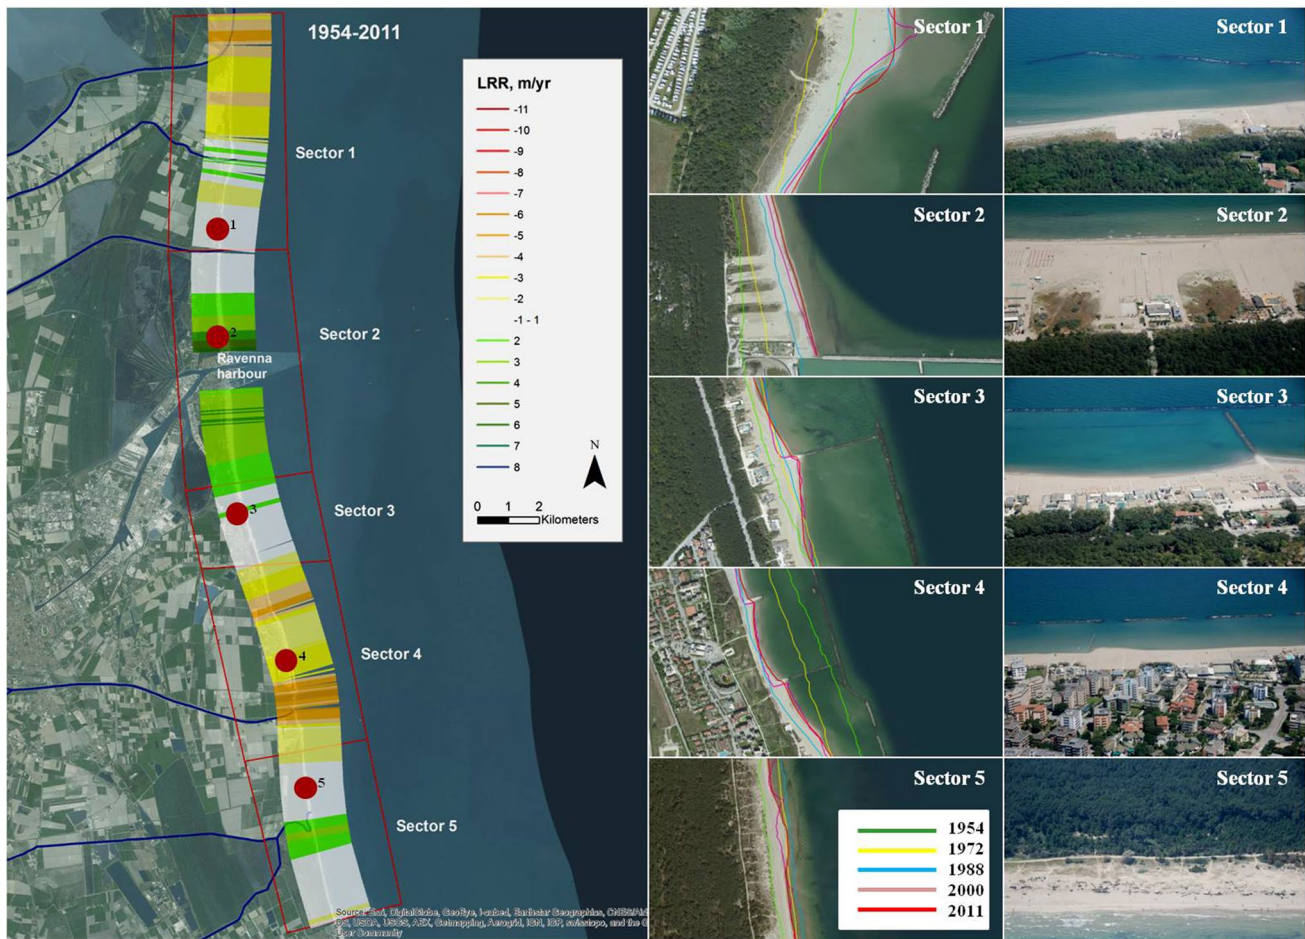 1954-2011
LRR, m/yr
-11
-10
-9
-8
-7
-6
-5
-4
-3
-2
-1 - 1
2
3
4
5
6
7
8
N
0 1 2
Kilometers
Sector 1
1
Sector 2
2
Ravenna
harbour
Sector 3
3
Sector 4
4
Sector 5
5
User Community
Sector 1
Sector 1
Sector 2
Sector 2
Sector 3
Sector 3
Sector 4
Sector 4
Sector 5
Sector 5
1954
1972
1988
2000
2011